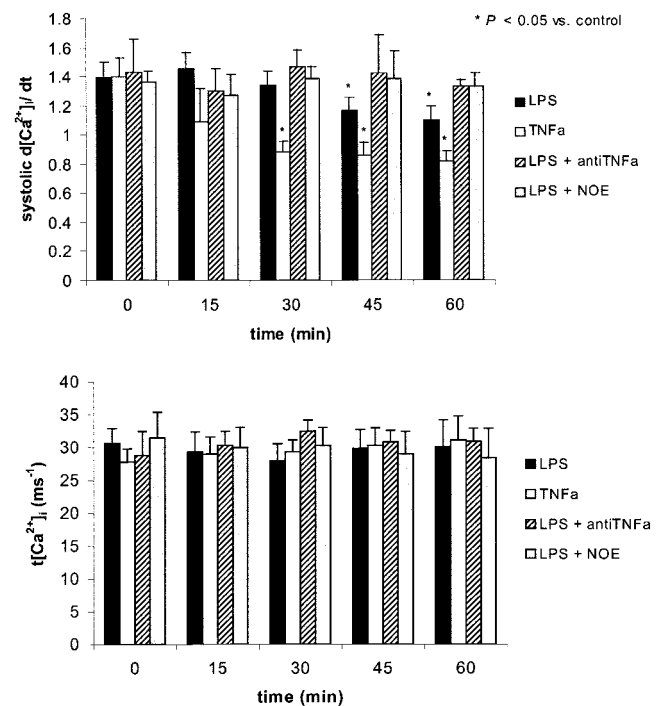 * P < 0.05 vs. control
systolic d[Ca²⁺]ᵢ/ dt
1.8
1.6
1.4
1.2
1
0.8
0.6
0.4
0.2
0
*
*
*
*
*
0 15 30 45 60
time (min)
LPS
TNFa
LPS + antiTNFa
LPS + NOE
t[Ca²⁺]ᵢ (ms⁻¹)
40
35
30
25
20
15
10
5
0
0 15 30 45 60
time (min)
LPS
TNFa
LPS + antiTNFa
LPS + NOE